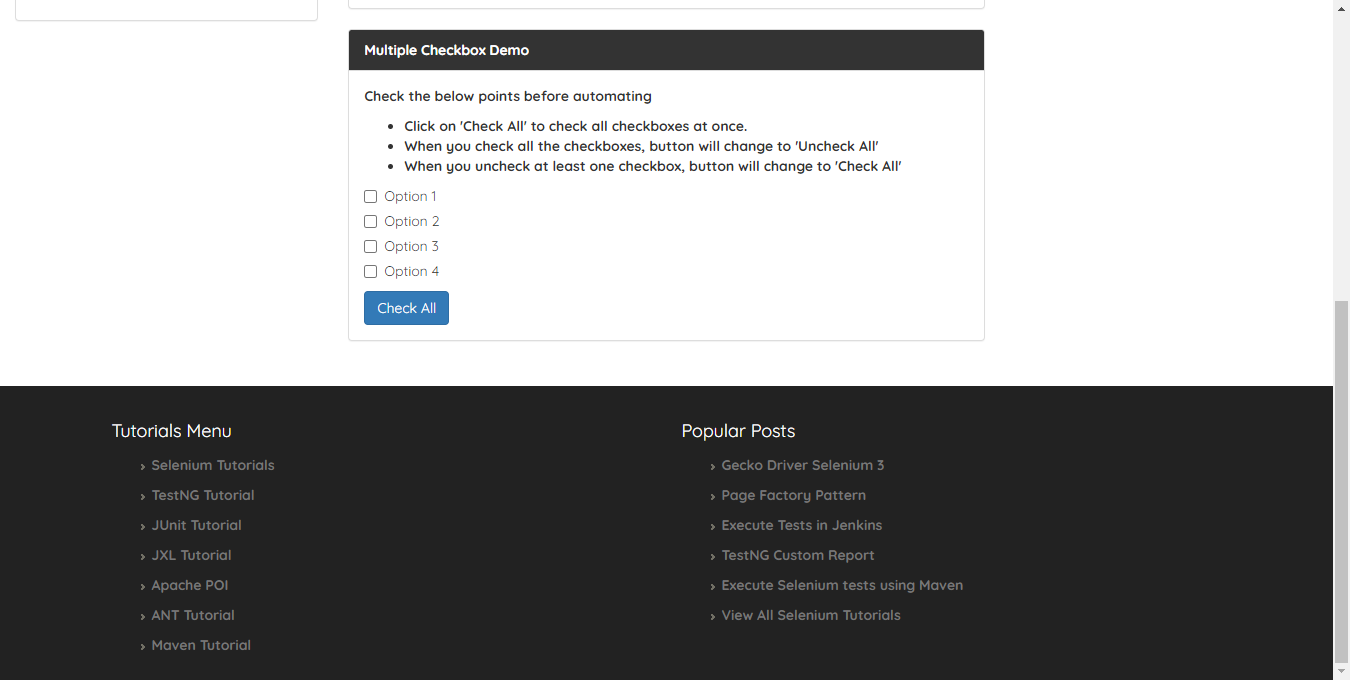 Multiple Checkbox Demo
Check the below points before automating
Click on 'Check All' to check all checkboxes at once.
When you check all the checkboxes, button will change to 'Uncheck All'
When you uncheck at least one checkbox, button will change to 'Check All'
Option 1
Option 2
Option 3
Option 4
Check All
Tutorials Menu
Selenium Tutorials
TestNG Tutorial
JUnit Tutorial
JXL Tutorial
Apache POI
ANT Tutorial
Maven Tutorial
Popular Posts
Gecko Driver Selenium 3
Page Factory Pattern
Execute Tests in Jenkins
TestNG Custom Report
Execute Selenium tests using Maven
View All Selenium Tutorials